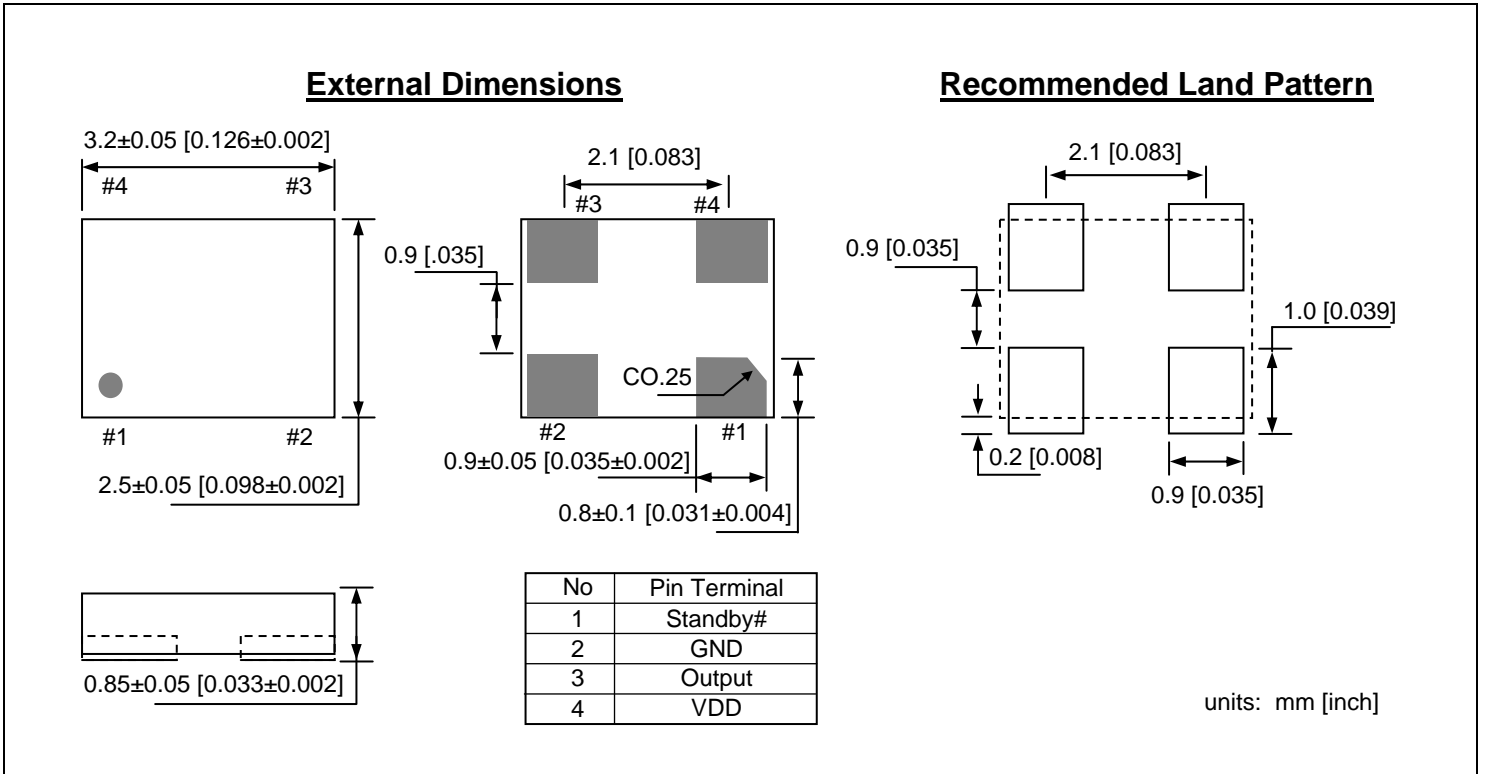 External Dimensions
Recommended Land Pattern
3.2±0.05 [0.126±0.002]
#4 #3
#1 #2
2.5±0.05 [0.098±0.002]
2.1 [0.083]
#3 #4
0.9 [.035]
CO.25
#2 #1
0.9±0.05 [0.035±0.002]
0.8±0.1 [0.031±0.004]
2.1 [0.083]
0.9 [0.035]
1.0 [0.039]
0.2 [0.008]
0.9 [0.035]
0.85±0.05 [0.033±0.002]
No Pin Terminal
1 Standby#
2 GND
3 Output
4 VDD
units: mm [inch]